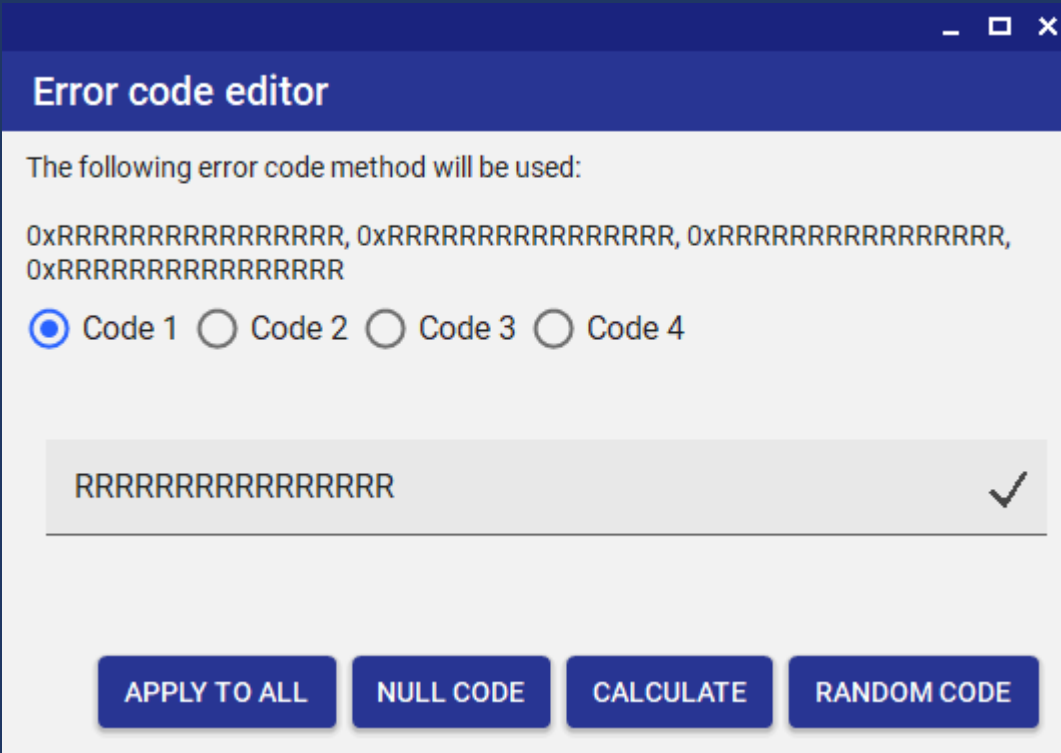 Error code editor
The following error code method will be used:
0xRRRRRRRRRRRRRRRR, 0xRRRRRRRRRRRRRRRR, 0xRRRRRRRRRRRRRRRR,
0xRRRRRRRRRRRRRRRR
Code 1 Code 2 Code 3 Code 4
RRRRRRRRRRRRRRRR
APPLY TO ALL NULL CODE CALCULATE RANDOM CODE